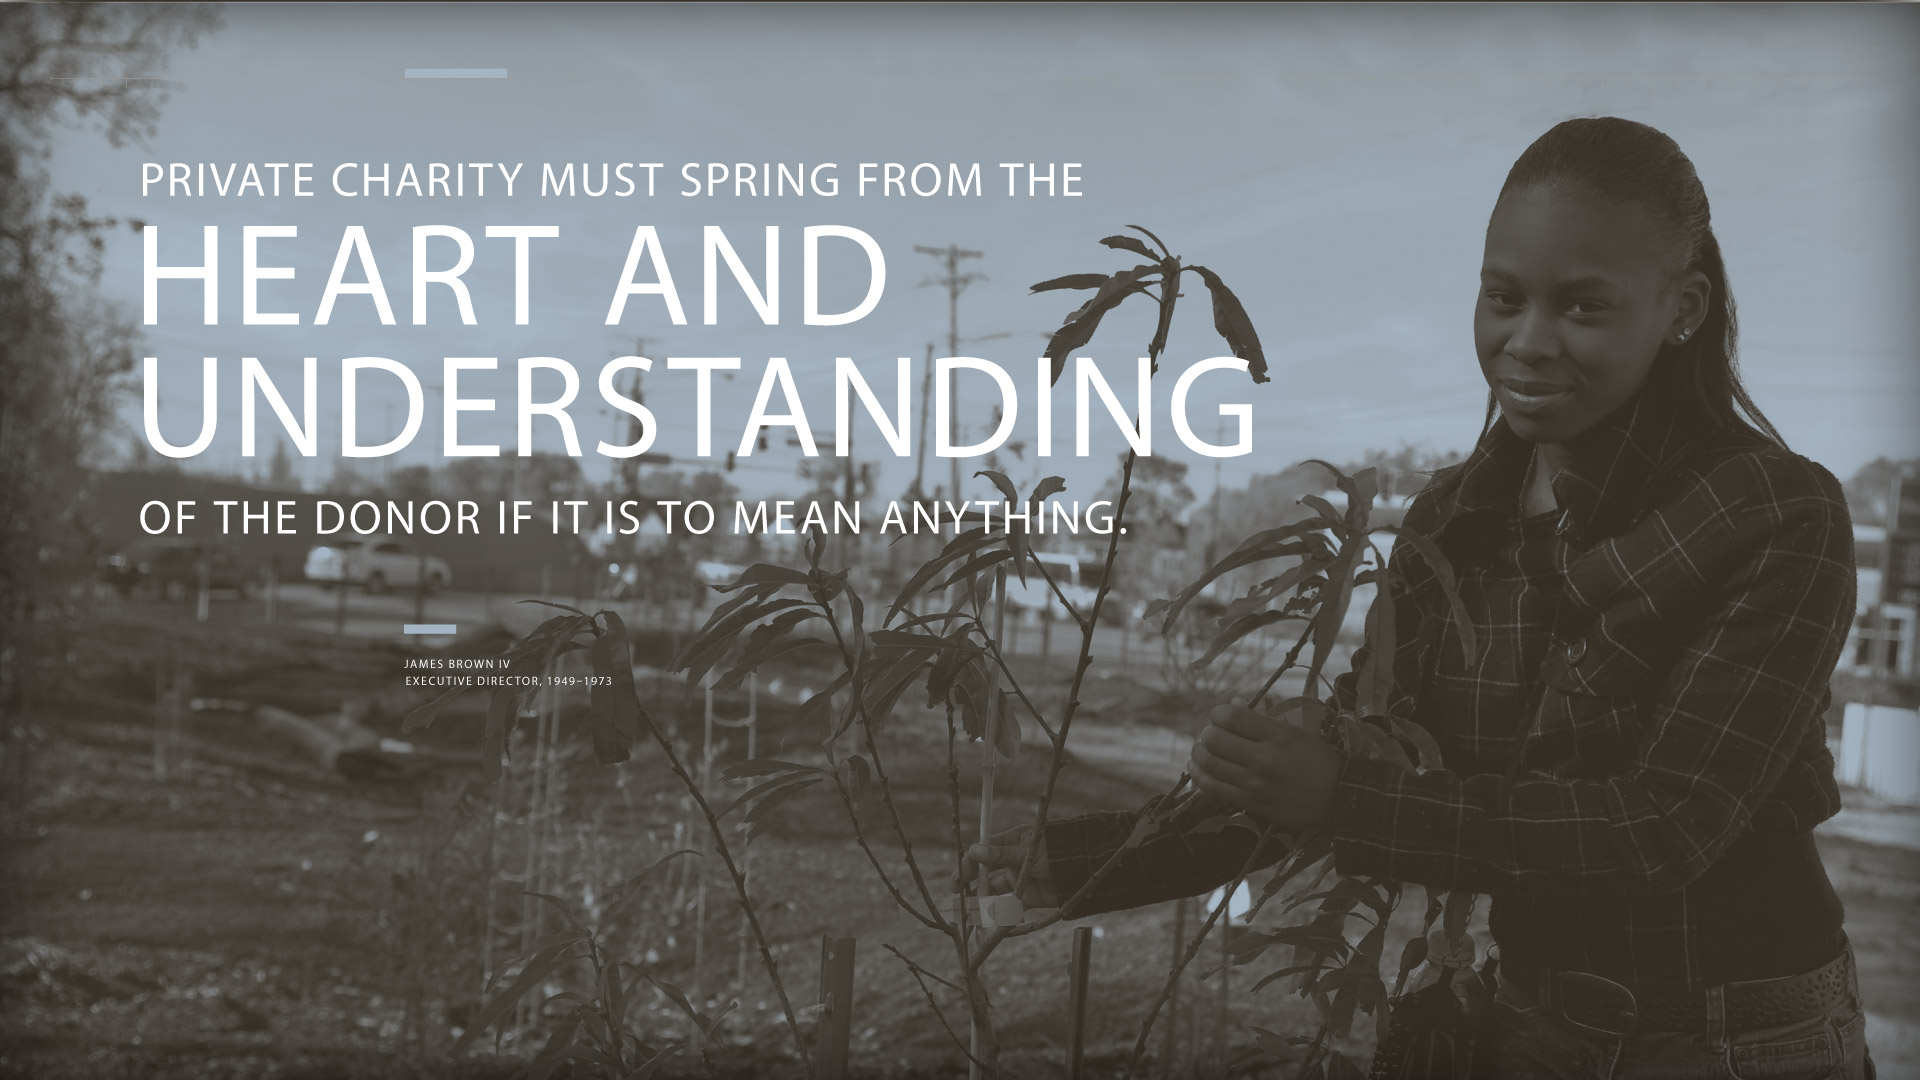 PRIVATE CHARITY MUST SPRING FROM THE
HEART AND
UNDERSTANDING
OF THE DONOR IF IT IS TO MEAN ANYTHING.
JAMES BROWN IV
EXECUTIVE DIRECTOR, 1949–1973